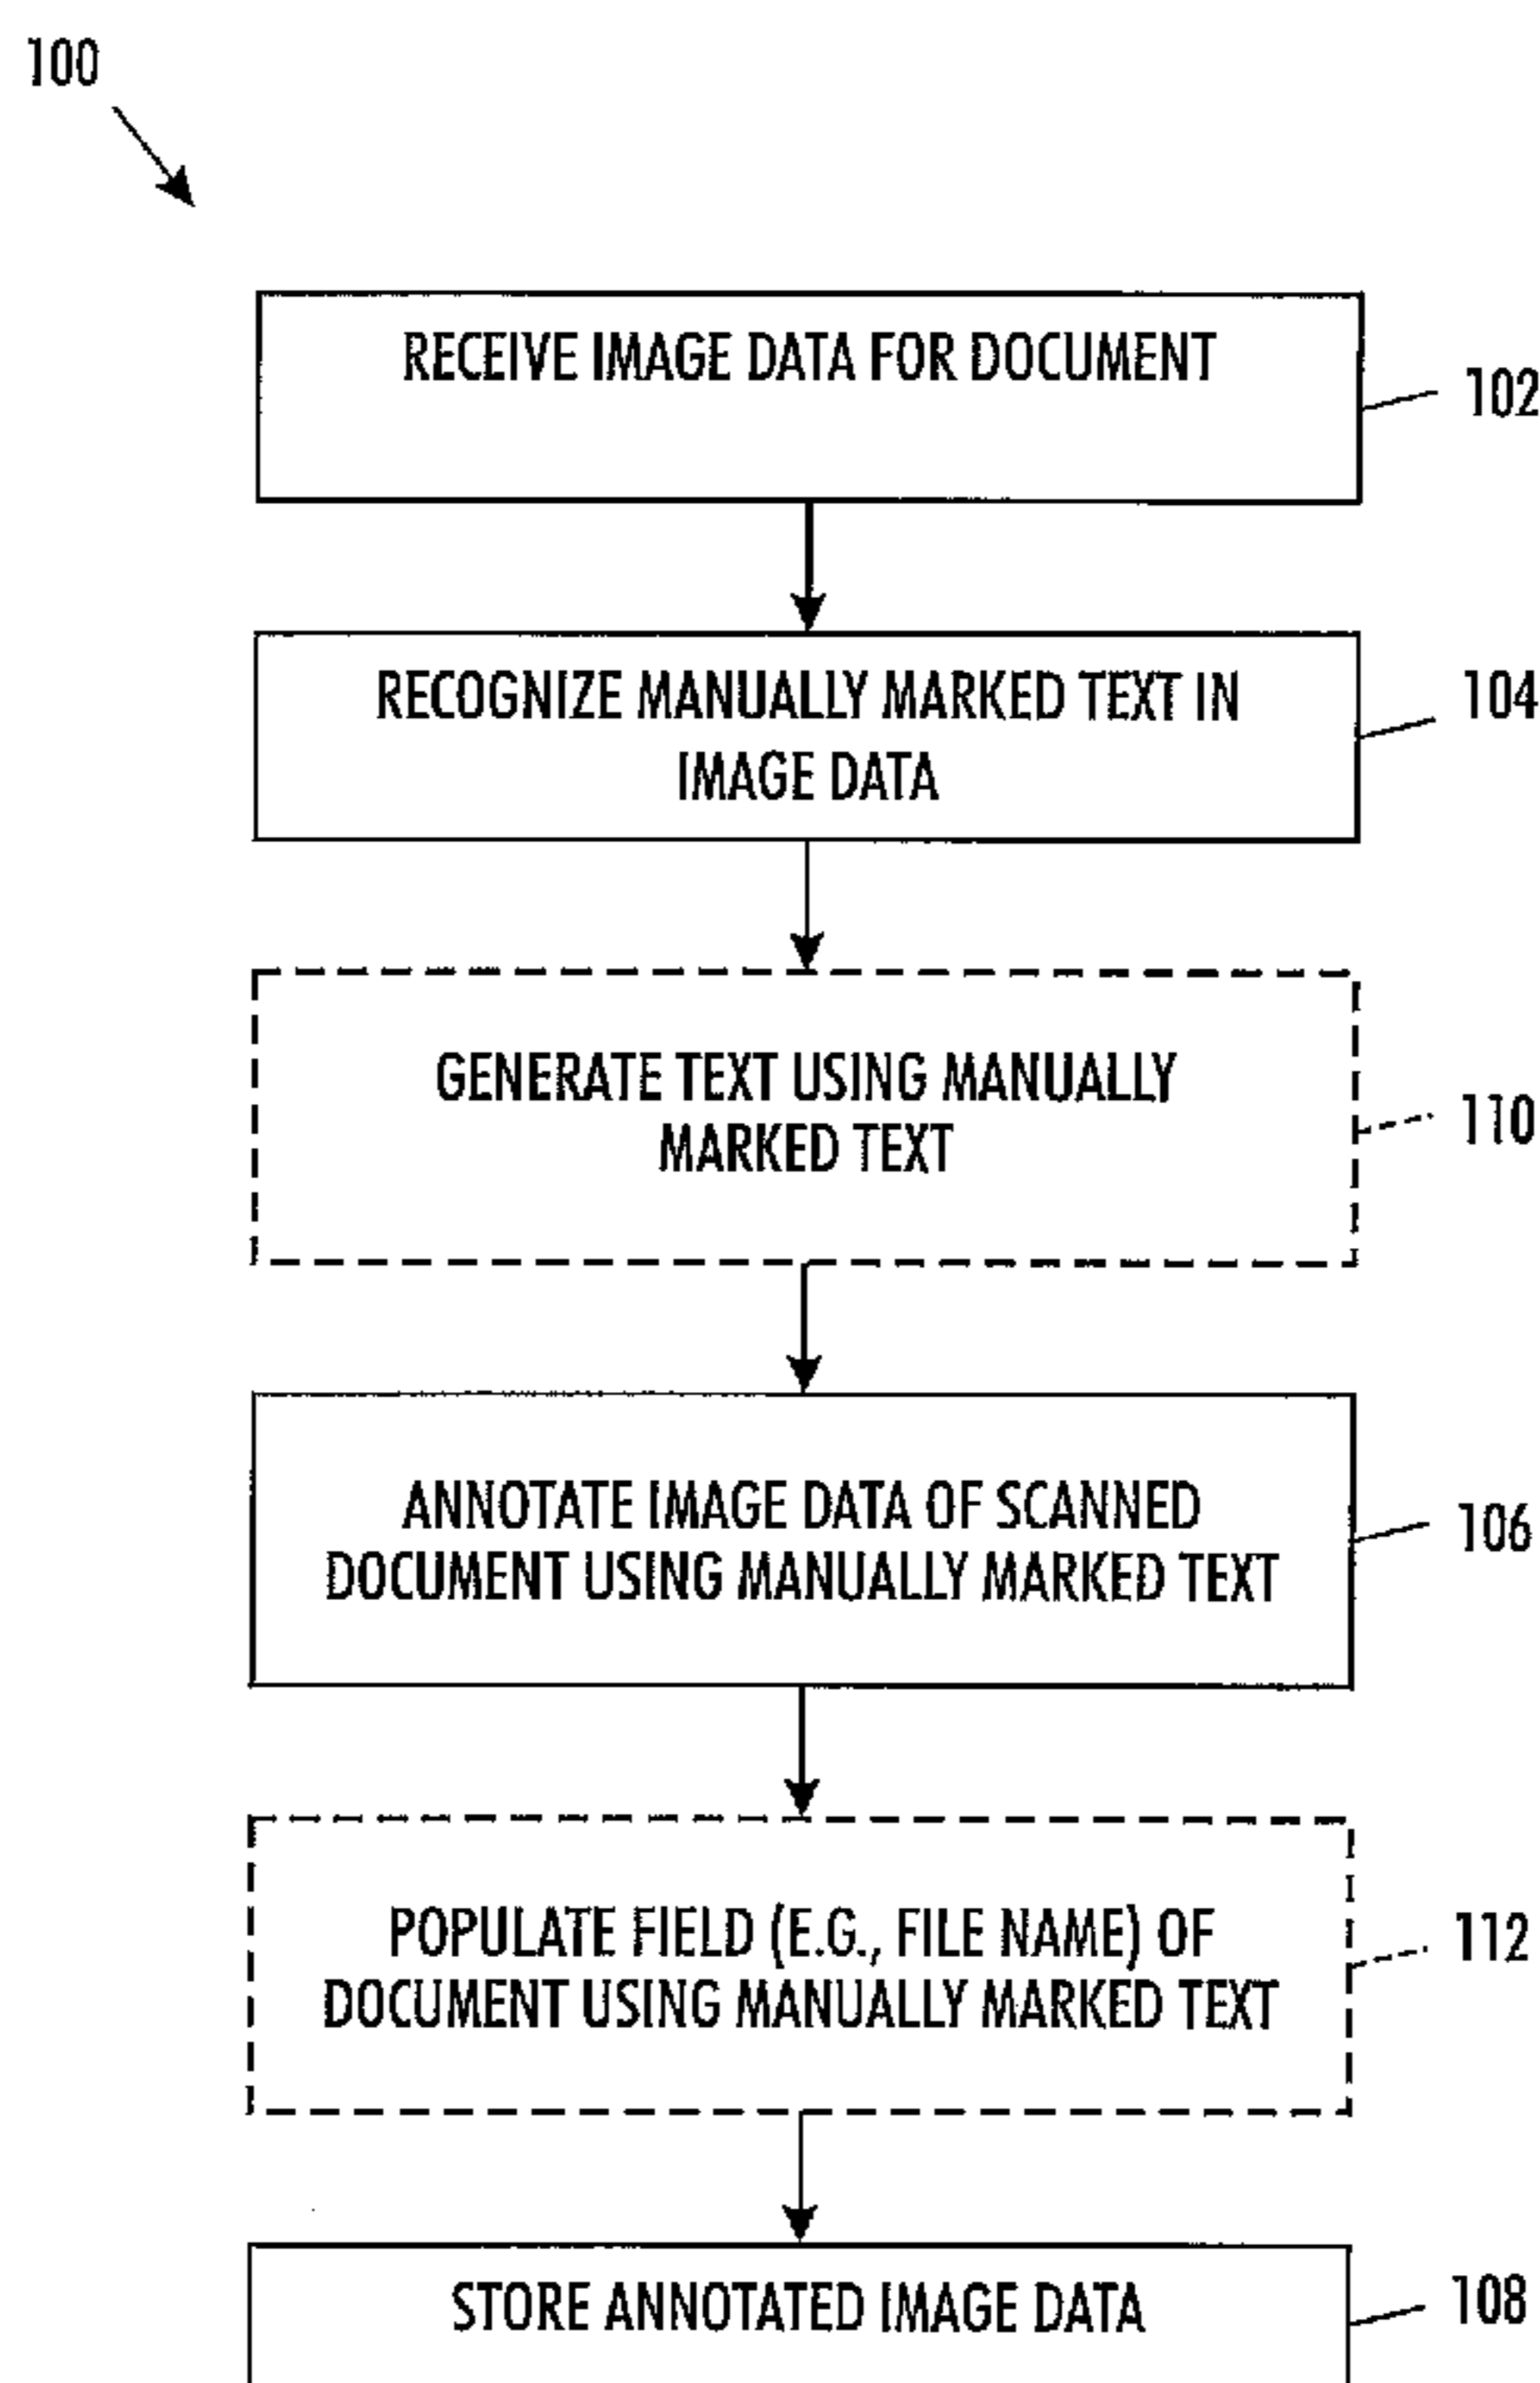 100
RECEIVE IMAGE DATA FOR DOCUMENT
102
RECOGNIZE MANUALLY MARKED TEXT IN
IMAGE DATA
104
GENERATE TEXT USING MANUALLY
MARKED TEXT
110
ANNOTATE IMAGE DATA OF SCANNED
DOCUMENT USING MANUALLY MARKED TEXT
106
POPULATE FIELD (E.G., FILE NAME) OF
DOCUMENT USING MANUALLY MARKED TEXT
112
STORE ANNOTATED IMAGE DATA
108